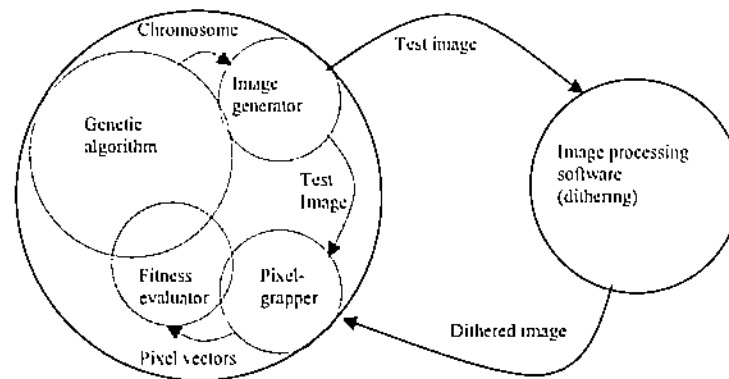 Chromosome
Image
generator
Test image
Genetic
algorithm
Image processing
software
(dithering)
Test
Image
Fitness
evaluator
Pixel-
grapper
Dithered image
Pixel vectors